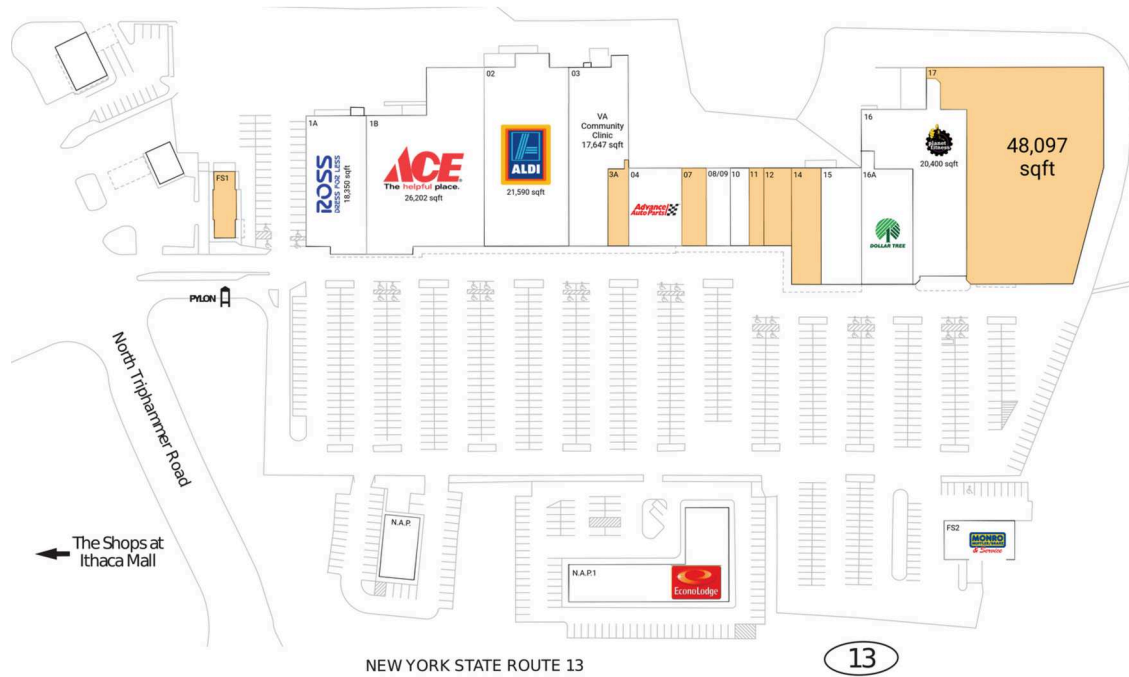 1A
ROSS
DRESS FOR LESS
18,350 sqft
1B
ACE
The helpful place.
26,202 sqft
02
ALDI
21,590 sqft
03
VA
Community
Clinic
17,647 sqft
3A
04
Advance
Auto Parts
07
08/09
10
11
12
14
15
16
16A
DOLLAR TREE
planet
fitness
20,400 sqft
17
48,097
sqft
FS1
PYLON
North Triphammer Road
The Shops at
Ithaca Mall
N.A.P.
N.A.P.1
EconoLodge
FS2
MONRO
MUFFLER/BRAKE
& Service
NEW YORK STATE ROUTE 13
13